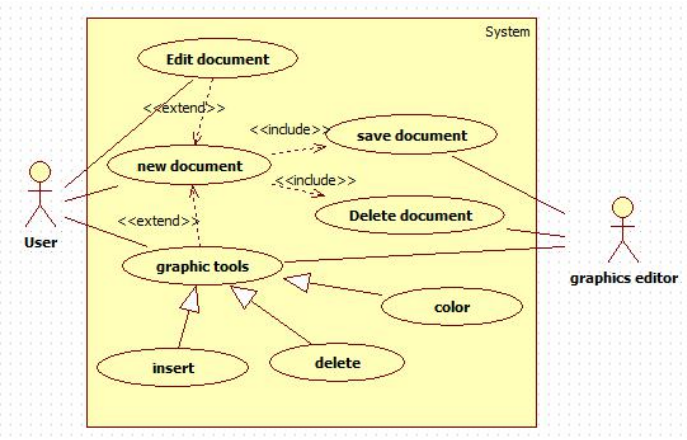 System
Edit document
<<extend>>
<<include>>
save document
new document
<<include>>
Delete document
<<extend>>
User
graphic tools
graphics editor
color
insert
delete